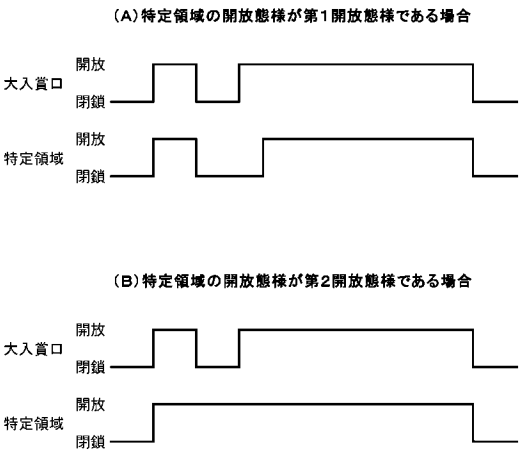 (A)特定領域の開放態様が第1開放態様である場合
開放
大入賞口
閉鎖
開放
特定領域
閉鎖
(B)特定領域の開放態様が第2開放態様である場合
開放
大入賞口
閉鎖
開放
特定領域
閉鎖